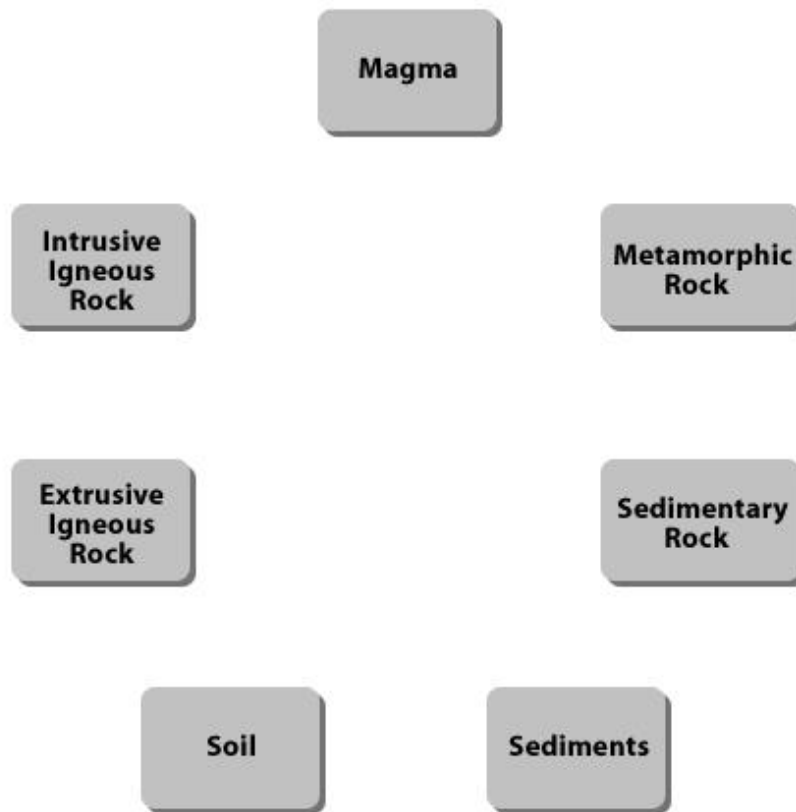 Magma
Intrusive
Igneous
Rock
Metamorphic
Rock
Extrusive
Igneous
Rock
Sedimentary
Rock
Soil
Sediments